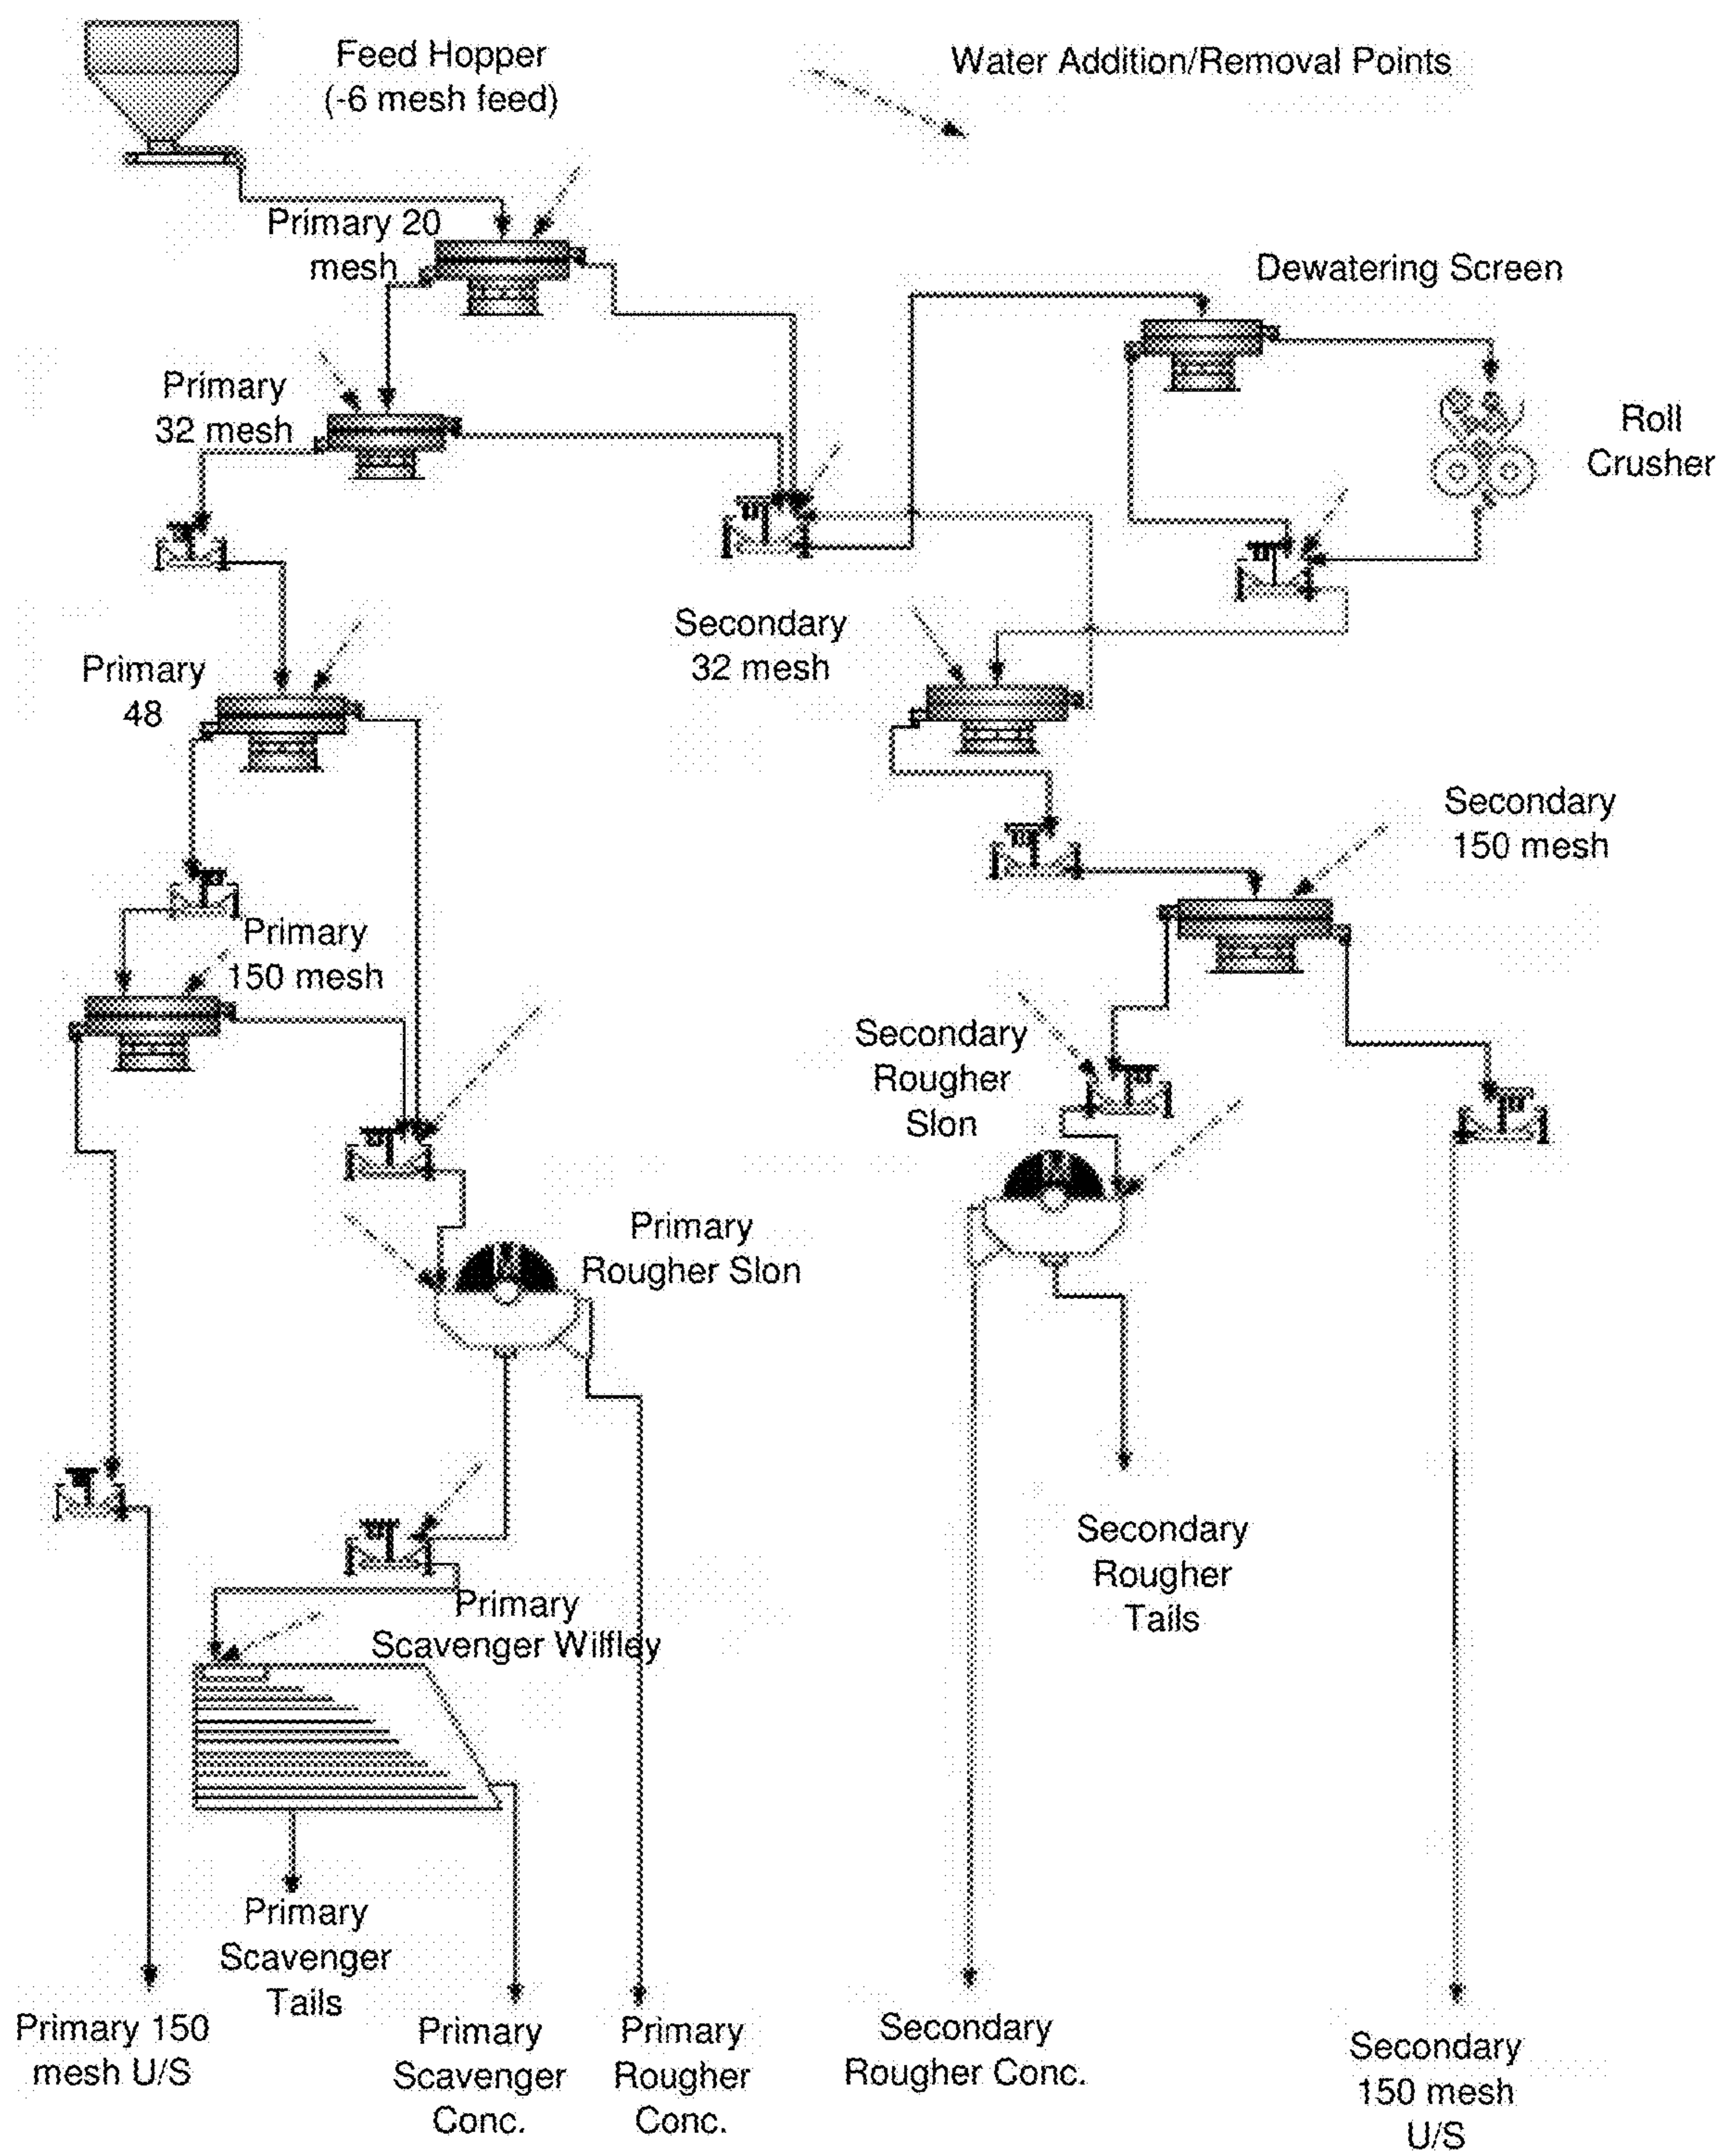 Feed Hopper
(-6 mesh feed)
Water Addition/Removal Points
Primary 20
mesh
Dewatering Screen
Primary
32 mesh
Roll
Crusher
Secondary
32 mesh
Primary
48
Secondary
150 mesh
Primary
150 mesh
Secondary
Rougher
Slon
Primary
Rougher Slon
Secondary
Rougher
Tails
Primary
Scavenger Wilfley
Primary
Scavenger
Tails
Primary 150
mesh U/S
Primary
Scavenger
Conc.
Primary
Rougher
Conc.
Secondary
Rougher Conc.
Secondary
150 mesh
U/S